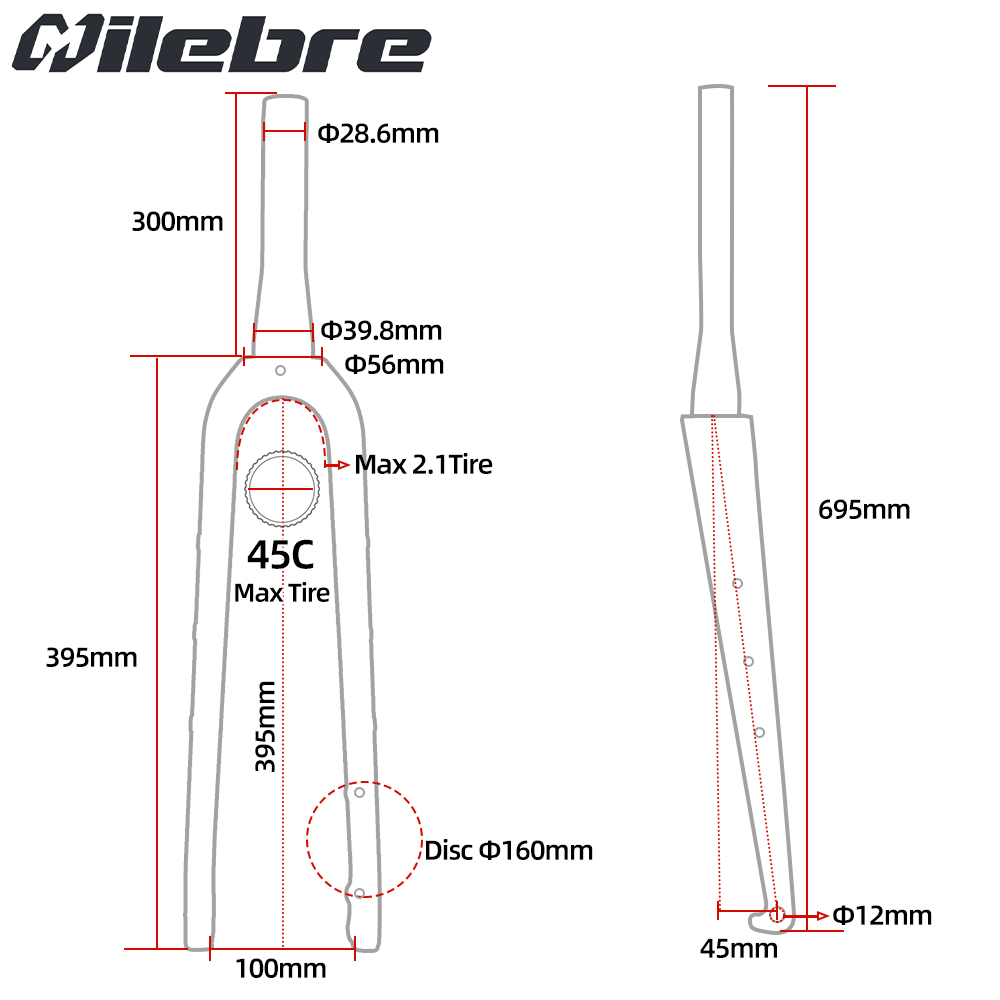 Milebre
Φ28.6mm
300mm
Φ39.8mm
Φ56mm
Max 2.1Tire
45C
Max Tire
695mm
395mm
395mm
Disc Φ160mm
Φ12mm
45mm
100mm